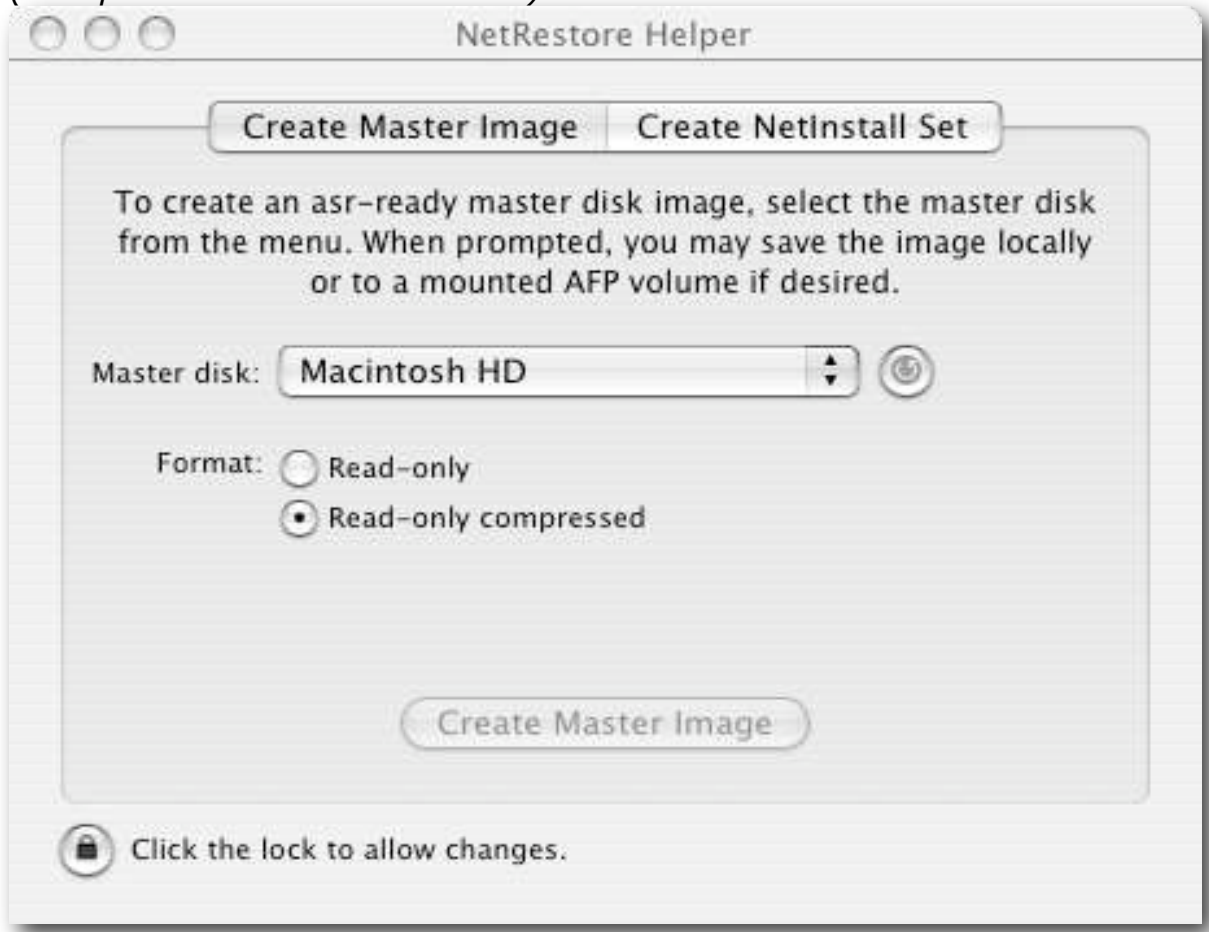 NetRestore Helper
Create Master Image Create NetInstall Set
To create an asr-ready master disk image, select the master disk
from the menu. When prompted, you may save the image locally
or to a mounted AFP volume if desired.
Master disk: Macintosh HD
Format: Read-only
Read-only compressed
Create Master Image
Click the lock to allow changes.